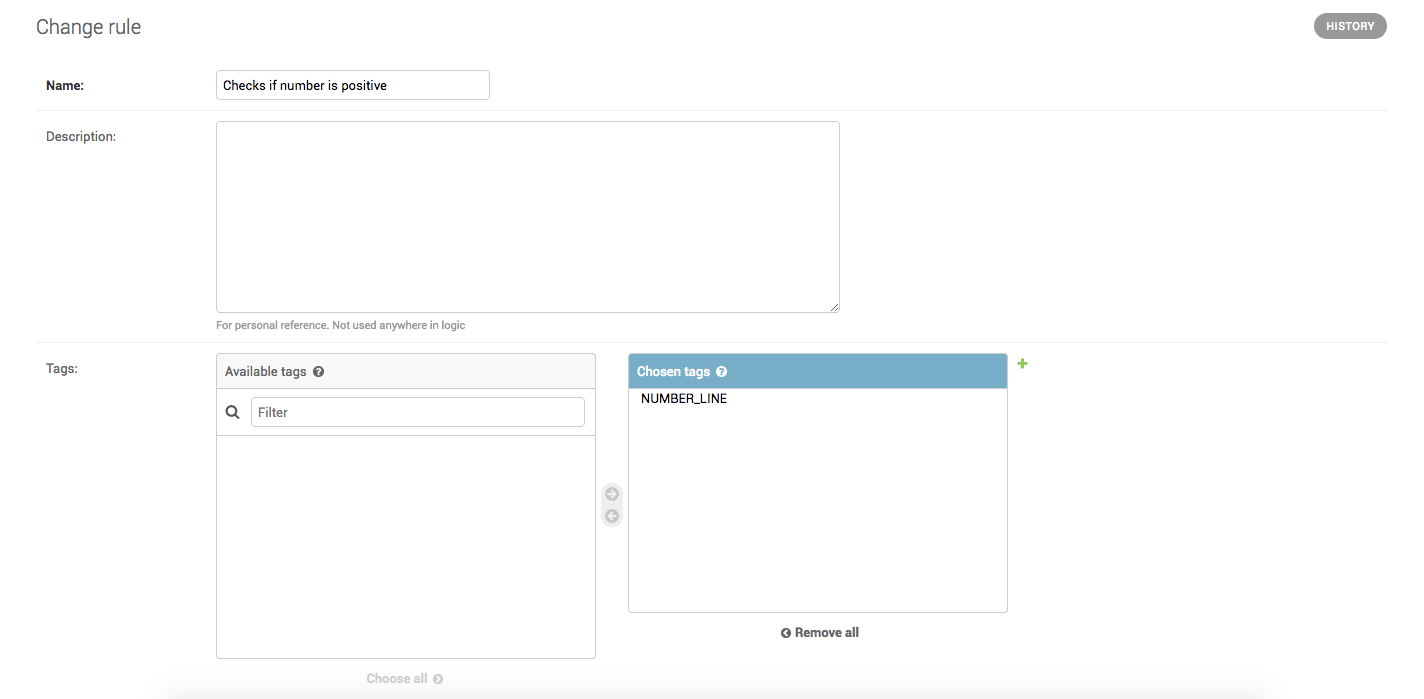 Change rule
HISTORY
Name:
Checks if number is positive
Description:
For personal reference. Not used anywhere in logic
Tags:
Available tags ?
Chosen tags ?
Filter
NUMBER_LINE
Remove all
Choose all